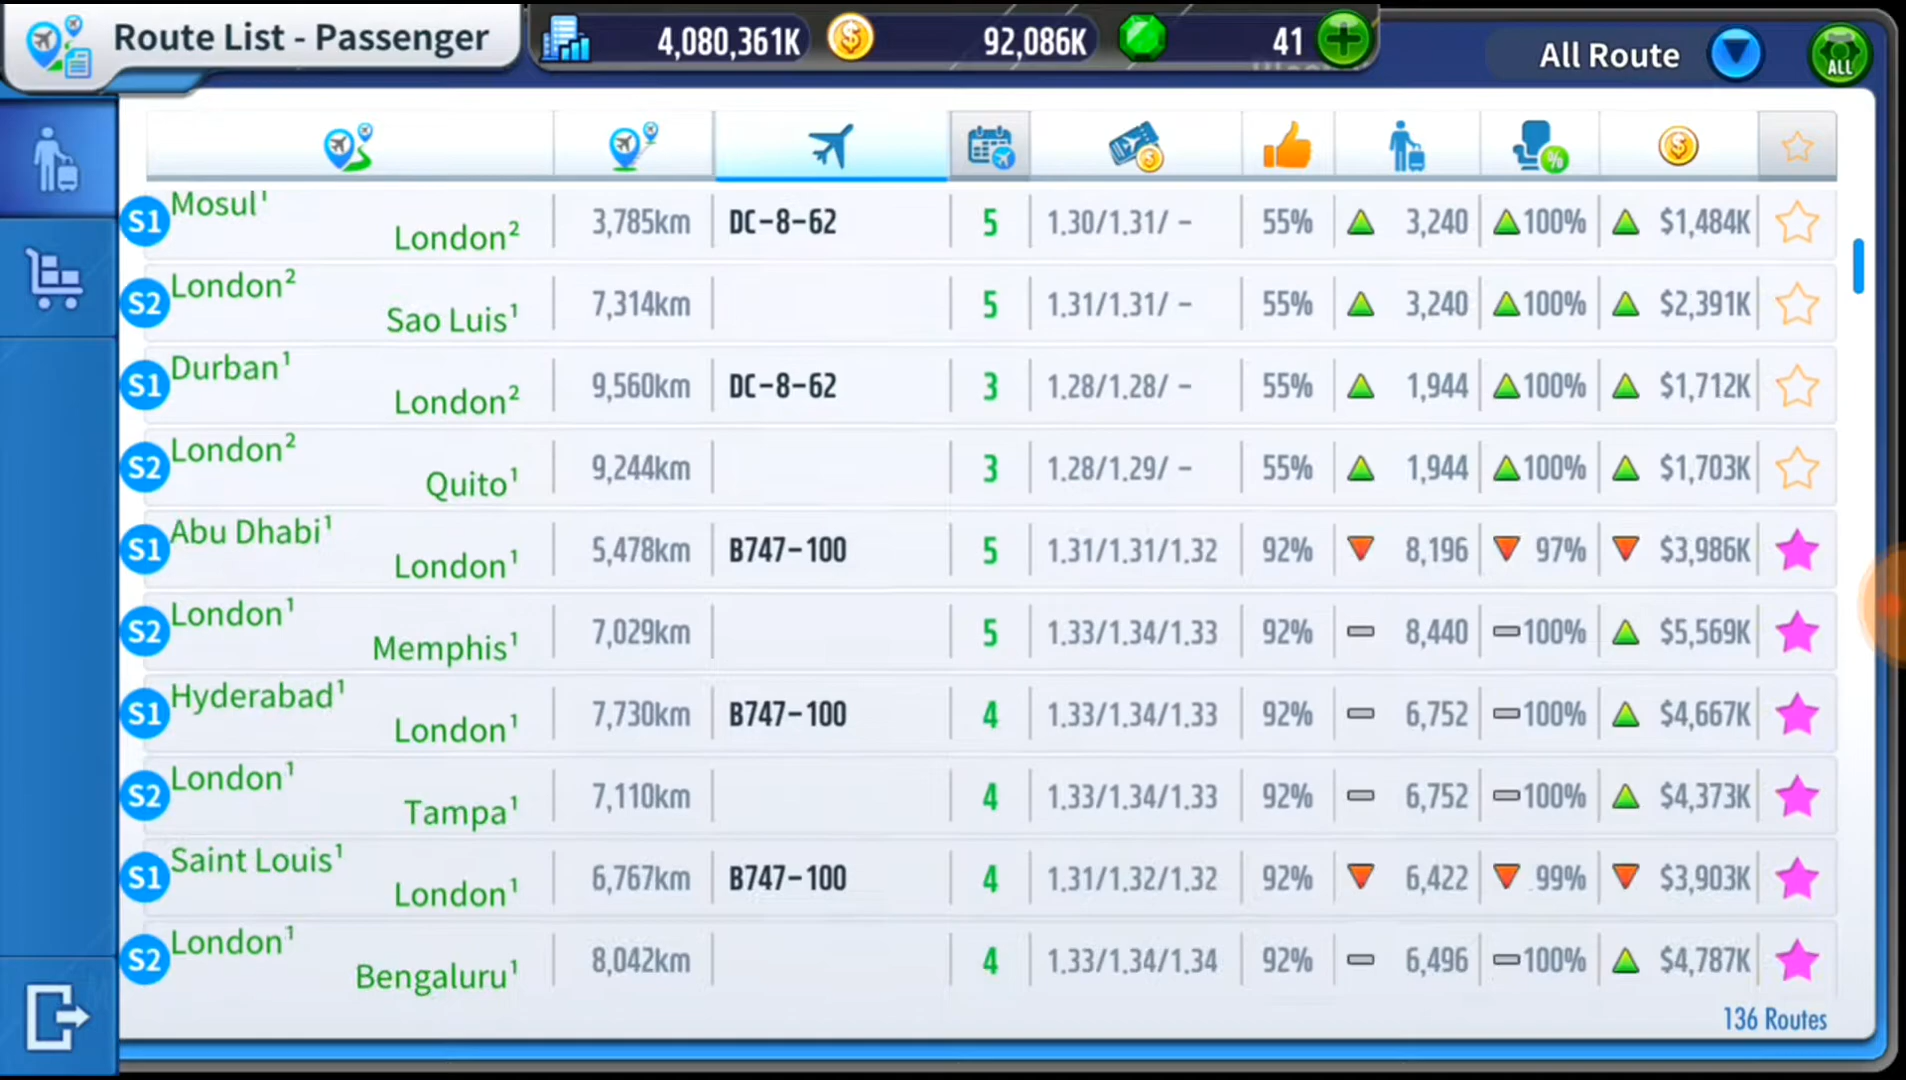 Route List - Passenger
4,080,361K
92,086K
41
All Route
ALL
%
S1 Mosul¹ London² 3,785km DC-8-62 5 1.30/1.31/ - 55% 3,240 100% $1,484K
S2 London² Sao Luis¹ 7,314km 5 1.31/1.31/ - 55% 3,240 100% $2,391K
S1 Durban¹ London² 9,560km DC-8-62 3 1.28/1.28/ - 55% 1,944 100% $1,712K
S2 London² Quito¹ 9,244km 3 1.28/1.29/ - 55% 1,944 100% $1,703K
S1 Abu Dhabi¹ London¹ 5,478km B747-100 5 1.31/1.31/1.32 92% 8,196 97% $3,986K
S2 London¹ Memphis¹ 7,029km 5 1.33/1.34/1.33 92% 8,440 100% $5,569K
S1 Hyderabad¹ London¹ 7,730km B747-100 4 1.33/1.34/1.33 92% 6,752 100% $4,667K
S2 London¹ Tampa¹ 7,110km 4 1.33/1.34/1.33 92% 6,752 100% $4,373K
S1 Saint Louis¹ London¹ 6,767km B747-100 4 1.31/1.32/1.32 92% 6,422 99% $3,903K
S2 London¹ Bengaluru¹ 8,042km 4 1.33/1.34/1.34 92% 6,496 100% $4,787K
136 Routes